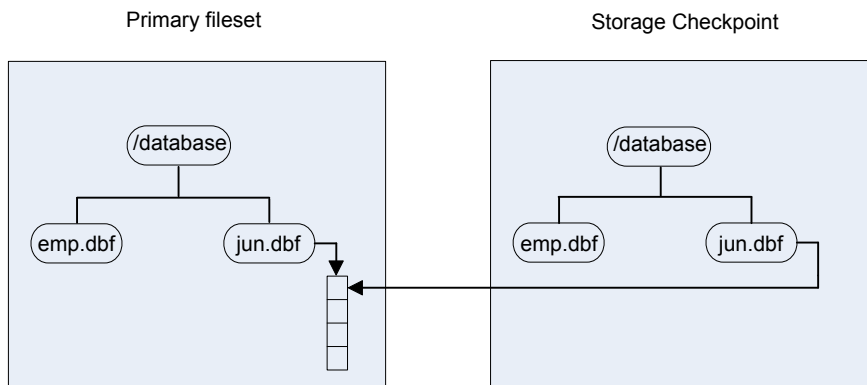 Primary fileset
Storage Checkpoint
/database
emp.dbf
jun.dbf
/database
emp.dbf
jun.dbf